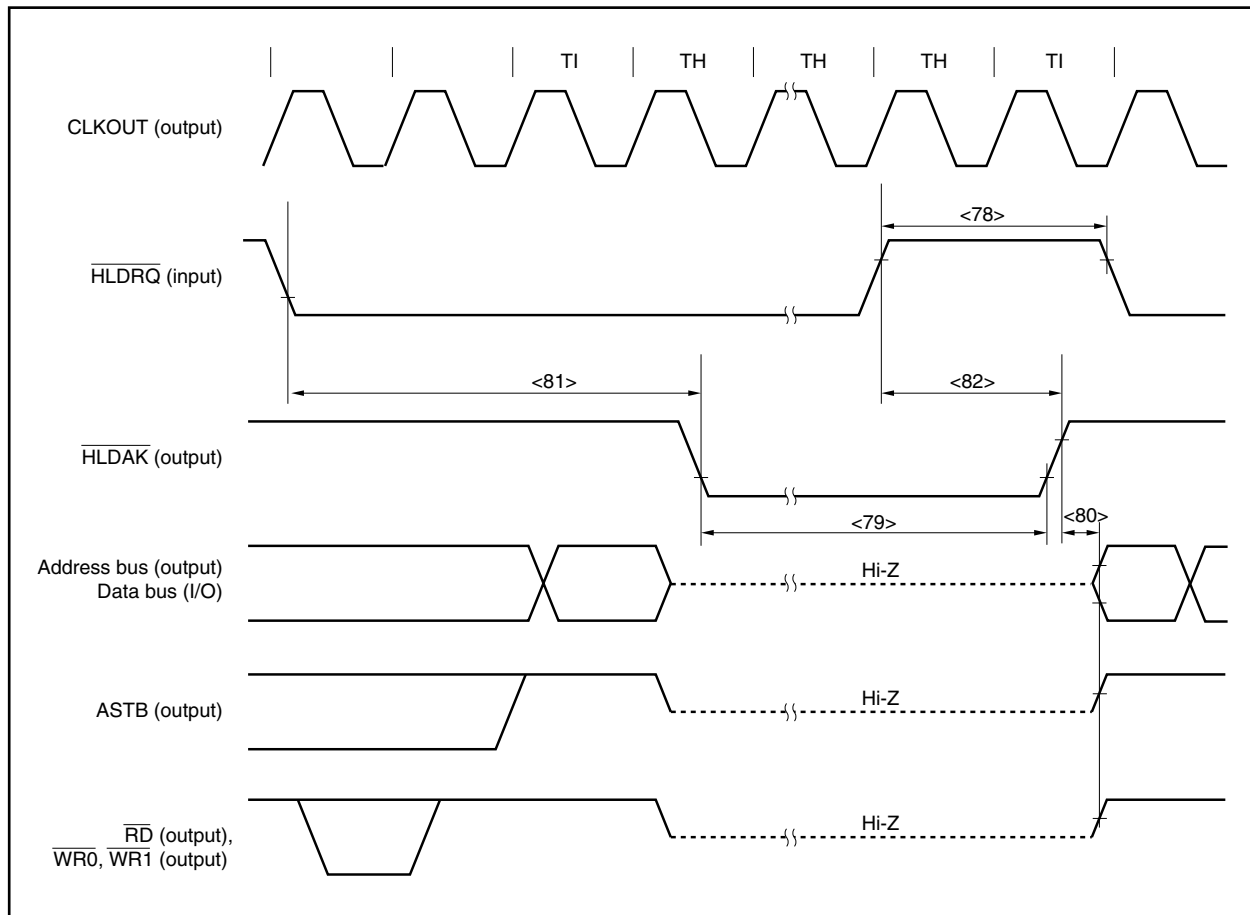 TI TH TH TH TI
CLKOUT (output)
<78>
HLDRQ (input)
<81>
<82>
HLDAK (output)
<79>
<80>
Address bus (output)
Data bus (I/O)
Hi-Z
ASTB (output)
Hi-Z
RD (output),
WR0, WR1 (output)
Hi-Z